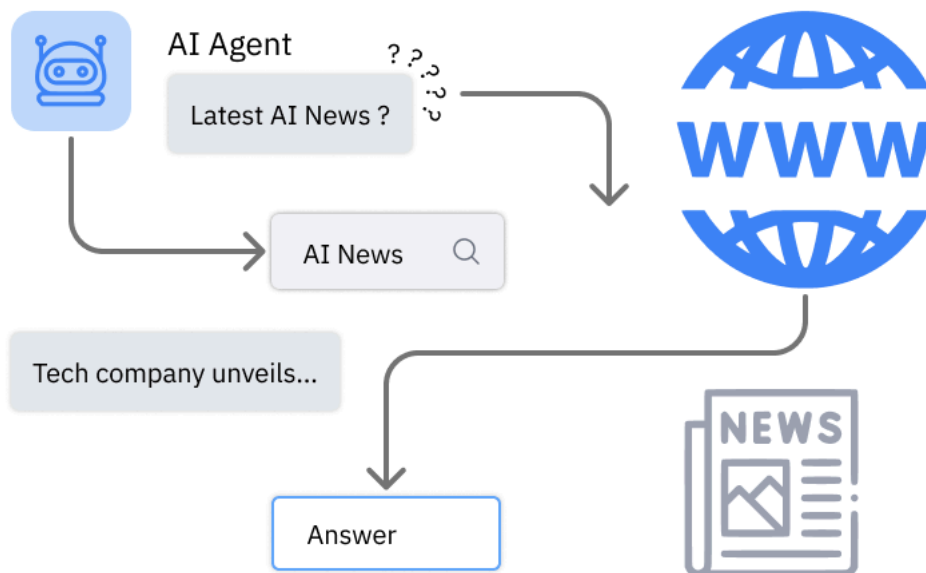 AI Agent
? ? ? ? ?
Latest AI News ?
WWW
AI News
Tech company unveils...
NEWS
Answer